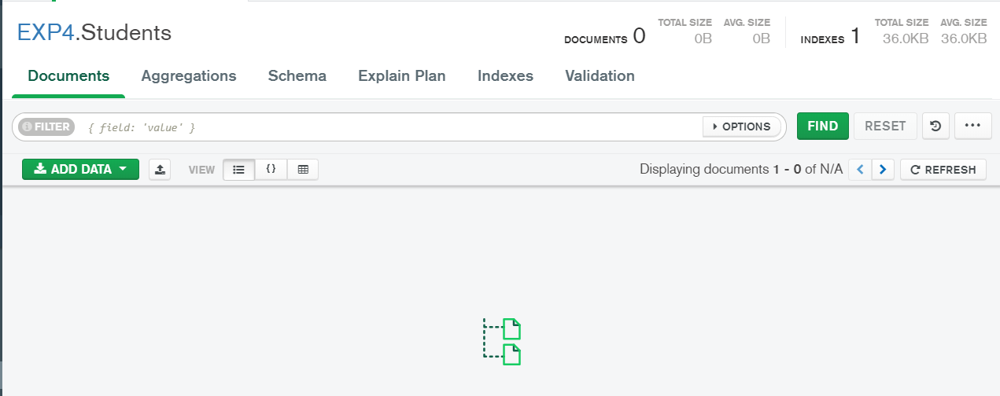 EXP4.Students
DOCUMENTS 0 TOTAL SIZE 0B AVG. SIZE 0B INDEXES 1 TOTAL SIZE 36.0KB AVG. SIZE 36.0KB
Documents Aggregations Schema Explain Plan Indexes Validation
FILTER { field: 'value' } OPTIONS FIND RESET ...
ADD DATA VIEW {} Displaying documents 1 - 0 of N/A < > REFRESH